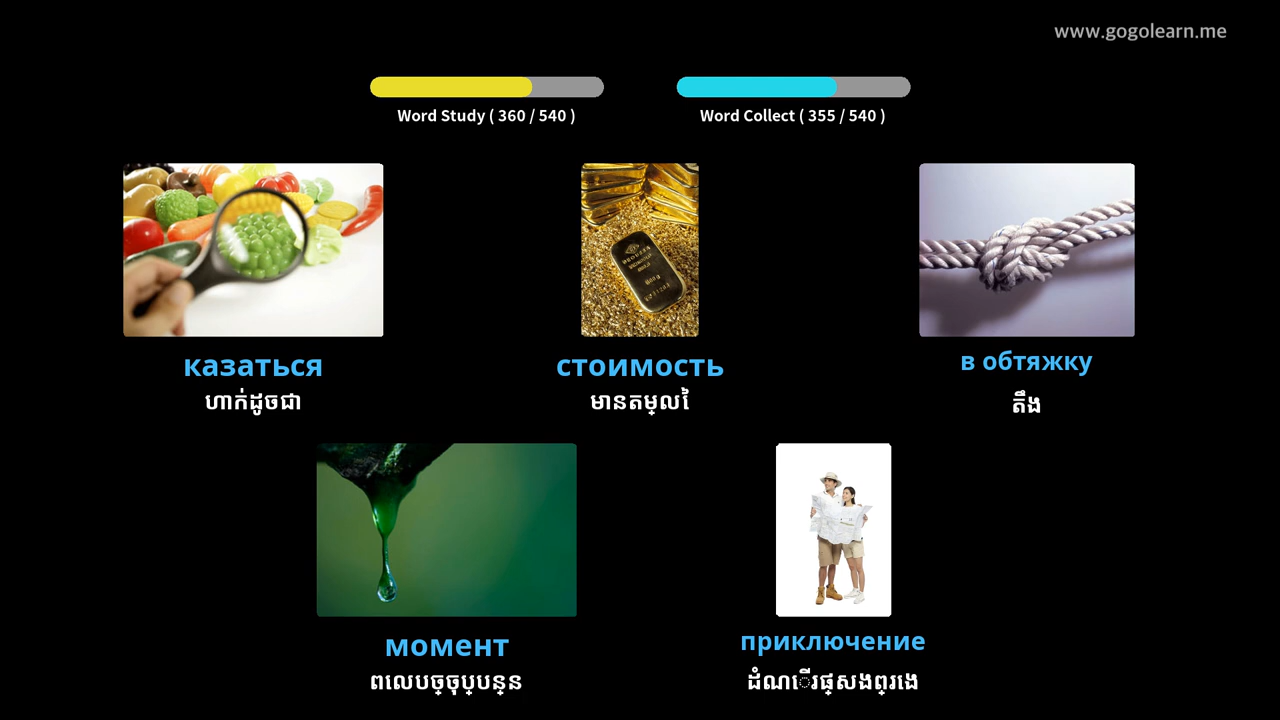 www.gogolearn.me
Word Study ( 360 / 540 )
Word Collect ( 355 / 540 )
казаться
ហាក់ដូចជា
стоимость
មានតម្លៃ
в обтяжку
តឹង
момент
ពេលបច្ចុប្បន្ន
приключение
ដំណើរផ្សងព្រេង